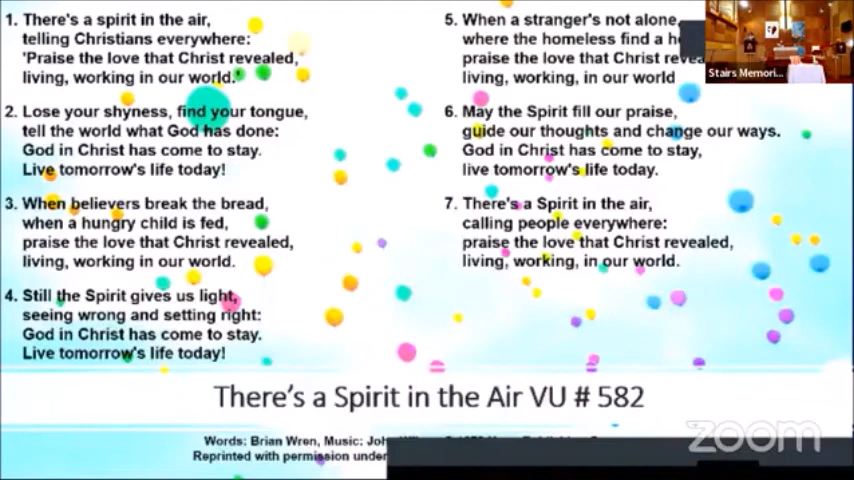 1. There's a spirit in the air,
telling Christians everywhere:
'Praise the love that Christ revealed,
living, working in our world.'
2. Lose your shyness, find your tongue,
tell the world what God has done:
God in Christ has come to stay.
Live tomorrow's life today!
3. When believers break the bread,
when a hungry child is fed,
praise the love that Christ revealed,
living, working in our world.
4. Still the Spirit gives us light,
seeing wrong and setting right:
God in Christ has come to stay.
Live tomorrow's life today!
5. When a stranger's not alone,
where the homeless find a
praise the love that Christ
living, working, in our world
6. May the Spirit fill our praise,
guide our thoughts and change our ways.
God in Christ has come to stay,
live tomorrow's life today.
7. There's a Spirit in the air,
calling people everywhere:
praise the love that Christ revealed,
living, working, in our world.
Stairs Memori...
There's a Spirit in the Air VU # 582
Words: Brian Wren, Music:
Reprinted with permission under
zoom